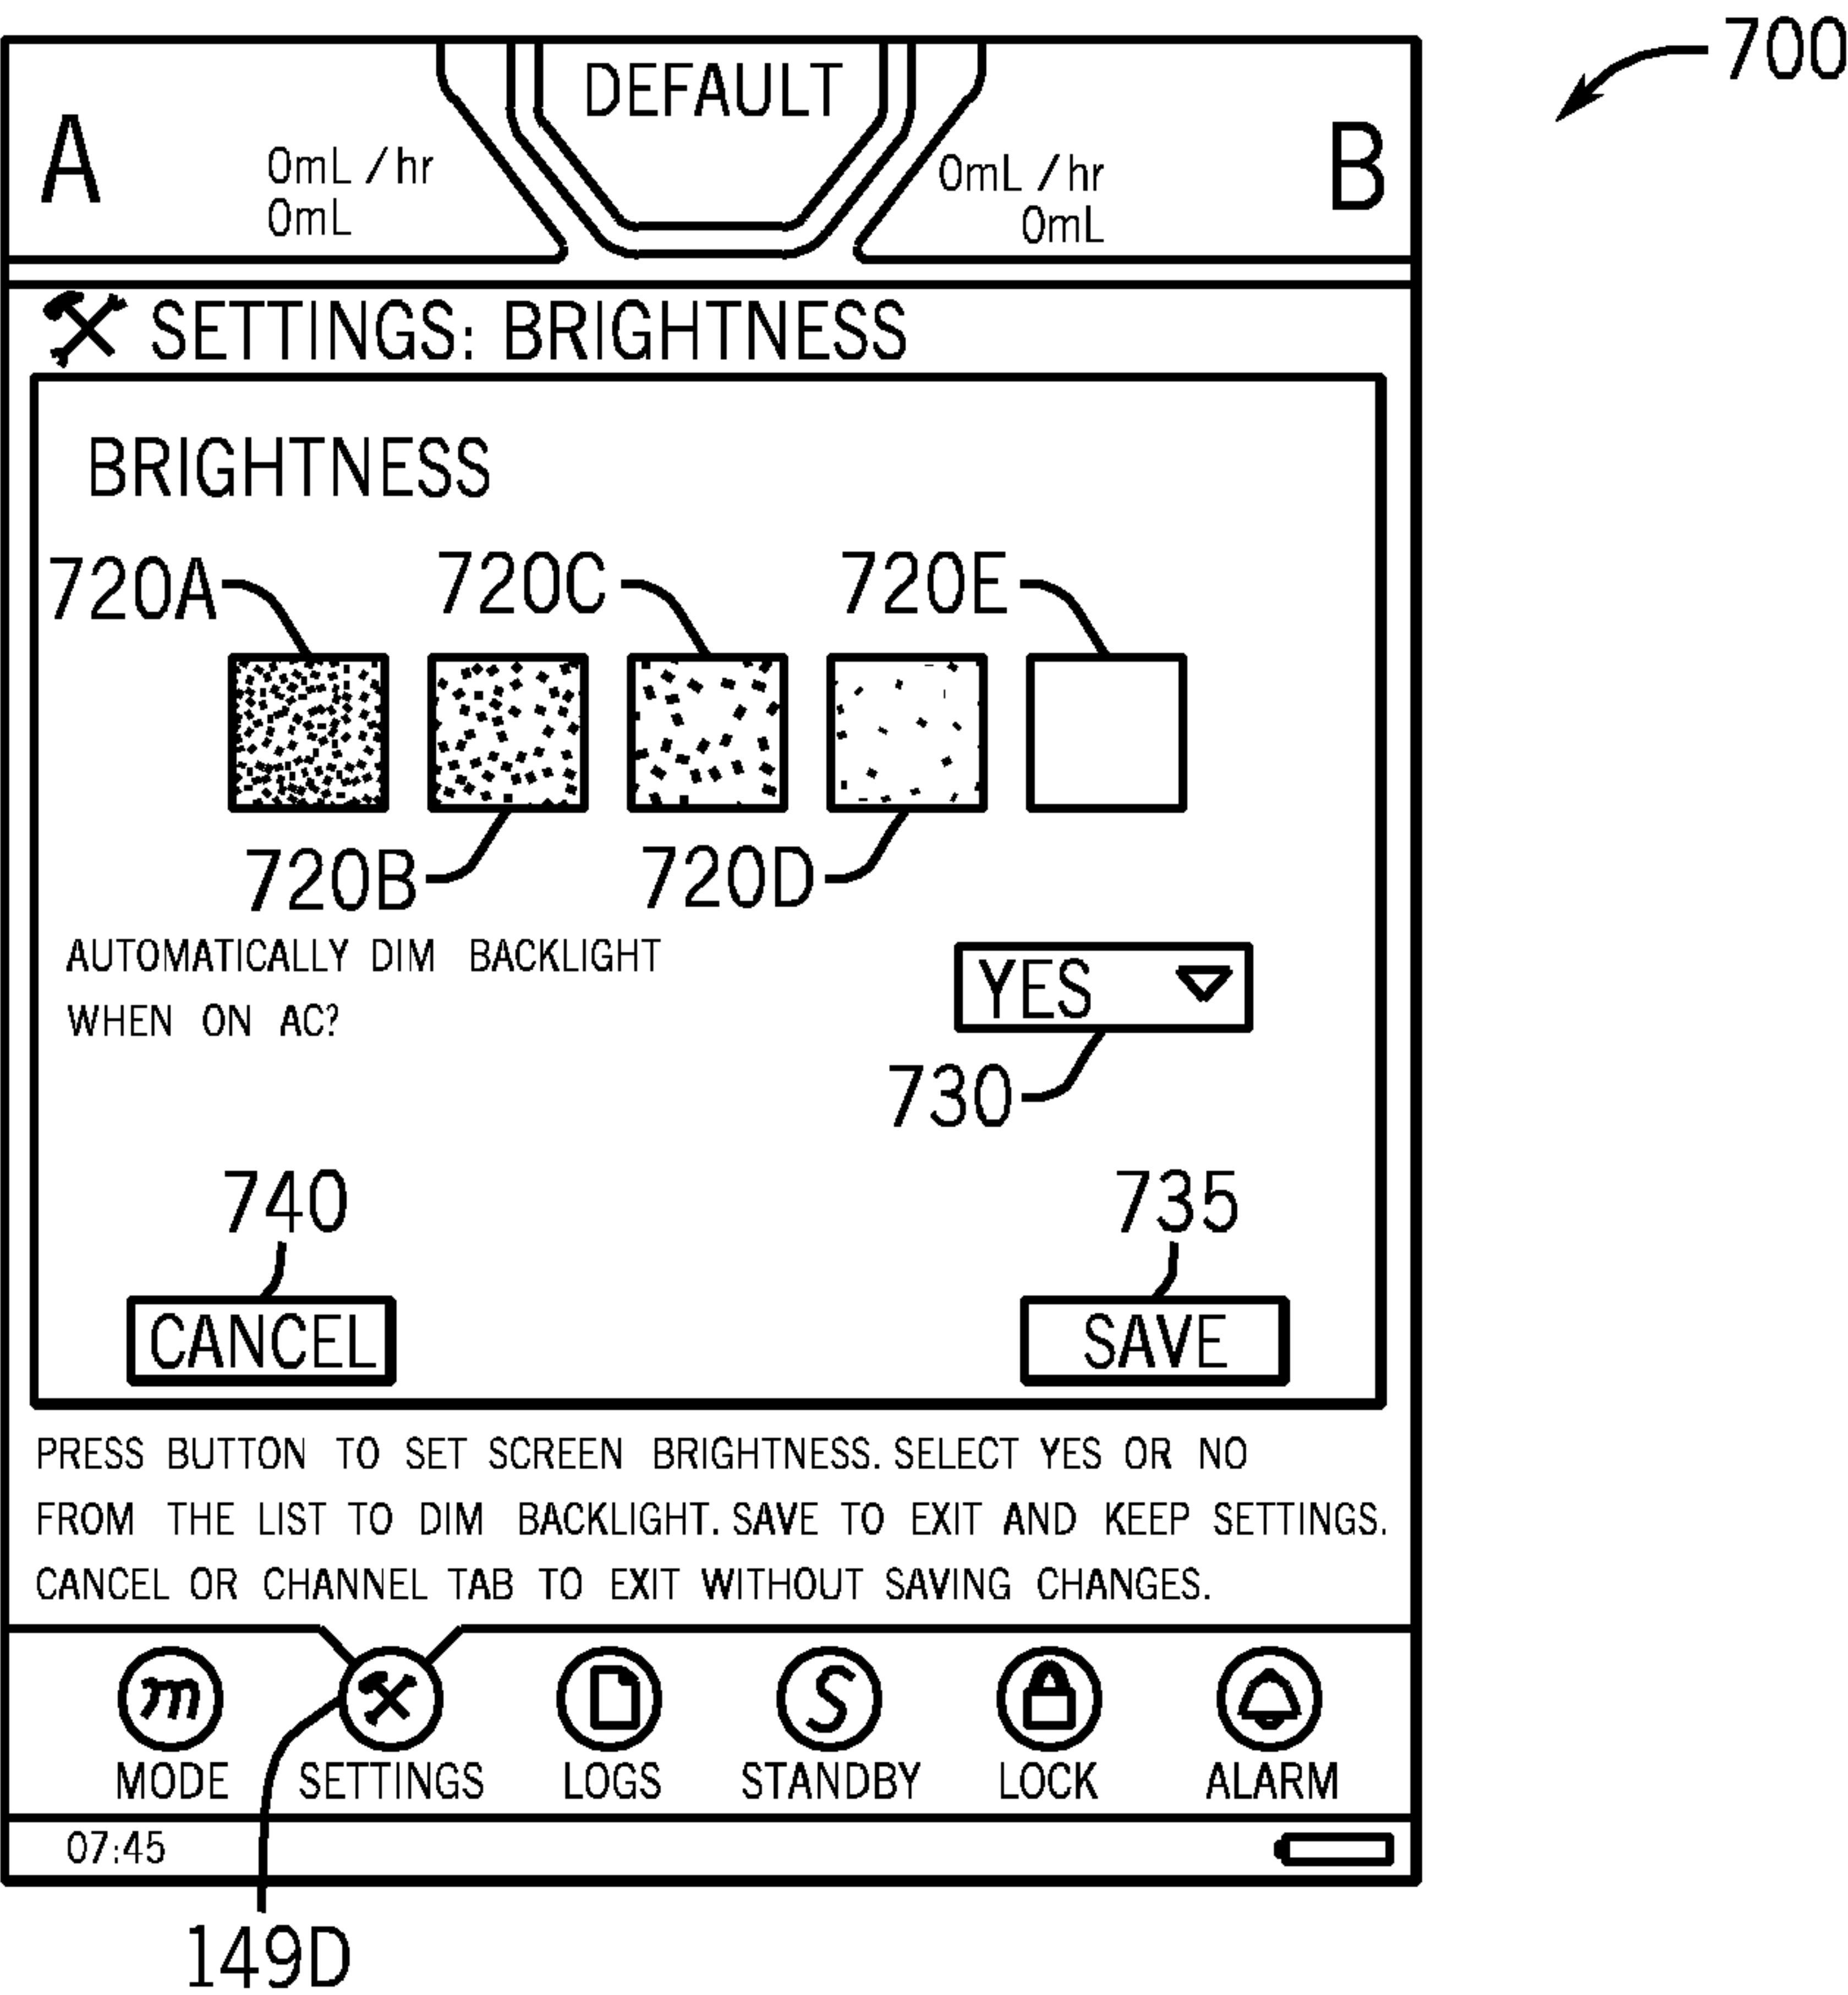 700
DEFAULT
A
0mL /hr
0mL
0mL /hr
0mL
B
SETTINGS: BRIGHTNESS
BRIGHTNESS
720A
720C
720E
720B
720D
AUTOMATICALLY DIM BACKLIGHT
WHEN ON AC?
YES
730
740
735
CANCEL
SAVE
PRESS BUTTON TO SET SCREEN BRIGHTNESS. SELECT YES OR NO
FROM THE LIST TO DIM BACKLIGHT. SAVE TO EXIT AND KEEP SETTINGS.
CANCEL OR CHANNEL TAB TO EXIT WITHOUT SAVING CHANGES.
m
S
MODE
SETTINGS
LOGS
STANDBY
LOCK
ALARM
07:45
149D